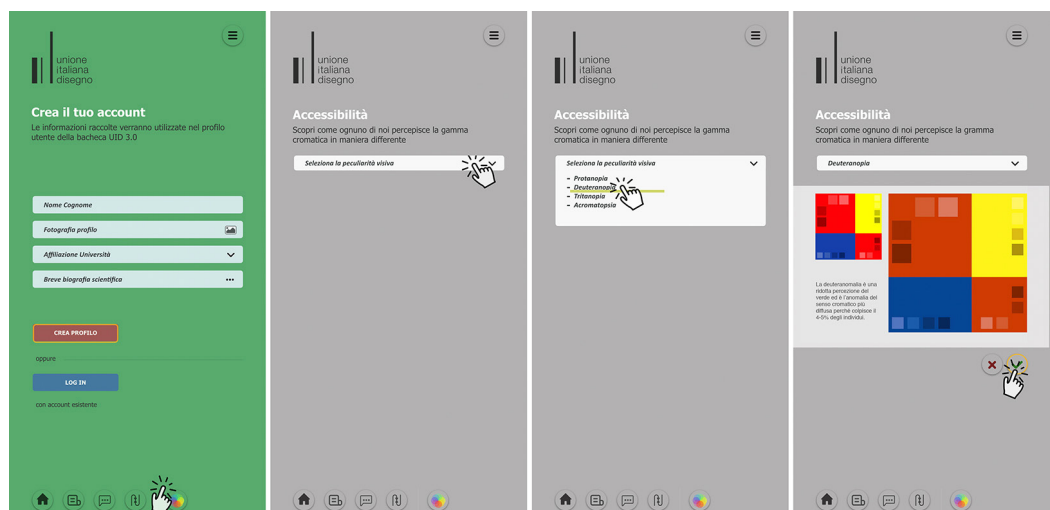 unione
italiana
disegno
Crea il tuo account
Le informazioni raccolte verranno utilizzate nel profilo
utente della bacheca UID 3.0
Nome Cognome
Fotografia profilo
Affiliazione Università
Breve biografia scientifica
CREA PROFILO
oppure
LOG IN
con account esistente
unione
italiana
disegno
Accessibilità
Scopri come ognuno di noi percepisce la gamma
cromatica in maniera differente
Seleziona la peculiarità visiva
unione
italiana
disegno
Accessibilità
Scopri come ognuno di noi percepisce la gamma
cromatica in maniera differente
Seleziona la peculiarità visiva
- Protanopia
- Deuteranopia
- Tritanopia
- Acromatopsia
unione
italiana
disegno
Accessibilità
Scopri come ognuno di noi percepisce la gramma
cromatica in maniera differente
Deuteranopia
La deuteranomalia è una
ridotta percezione del
verde ed è l'anomalia del
senso cromatico più
diffusa perché colpisce il
4-5% degli individui.